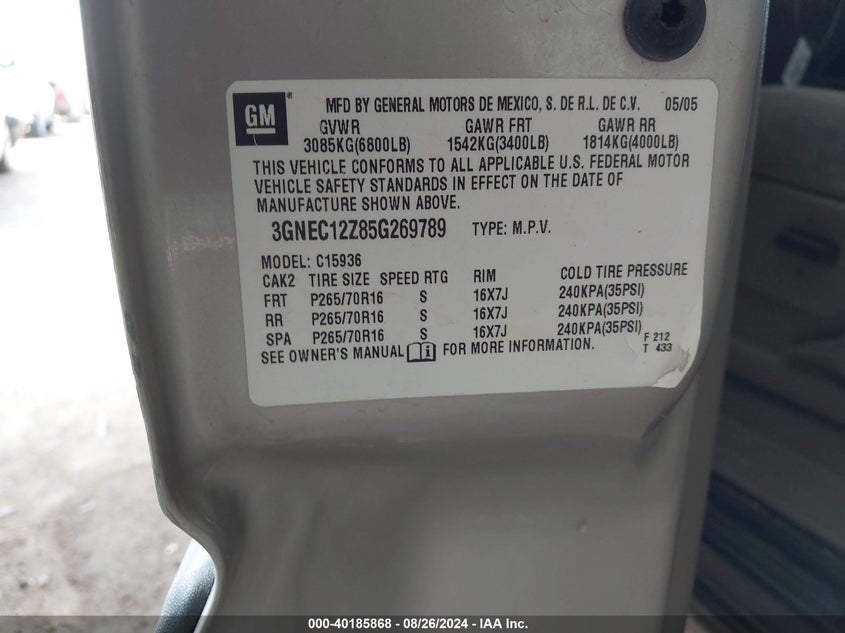 GM ® MFD BY GENERAL MOTORS DE MEXICO, S. DE R.L. DE C.V. 05/05
GVWR GAWR FRT GAWR RR
3085KG(6800LB) 1542KG(3400LB) 1814KG(4000LB)
THIS VEHICLE CONFORMS TO ALL APPLICABLE U.S. FEDERAL MOTOR
VEHICLE SAFETY STANDARDS IN EFFECT ON THE DATE OF
MANUFACTURE SHOWN ABOVE.
3GNEC12Z85G269789 TYPE: M.P.V.
MODEL: C15936
CAK2 TIRE SIZE SPEED RTG RIM COLD TIRE PRESSURE
FRT P265/70R16 S 16X7J 240KPA(35PSI)
RR P265/70R16 S 16X7J 240KPA(35PSI)
SPA P265/70R16 S 16X7J 240KPA(35PSI)
SEE OWNER'S MANUAL FOR MORE INFORMATION.
F 212
T 433
000-40185868 - 08/26/2024 - IAA Inc.